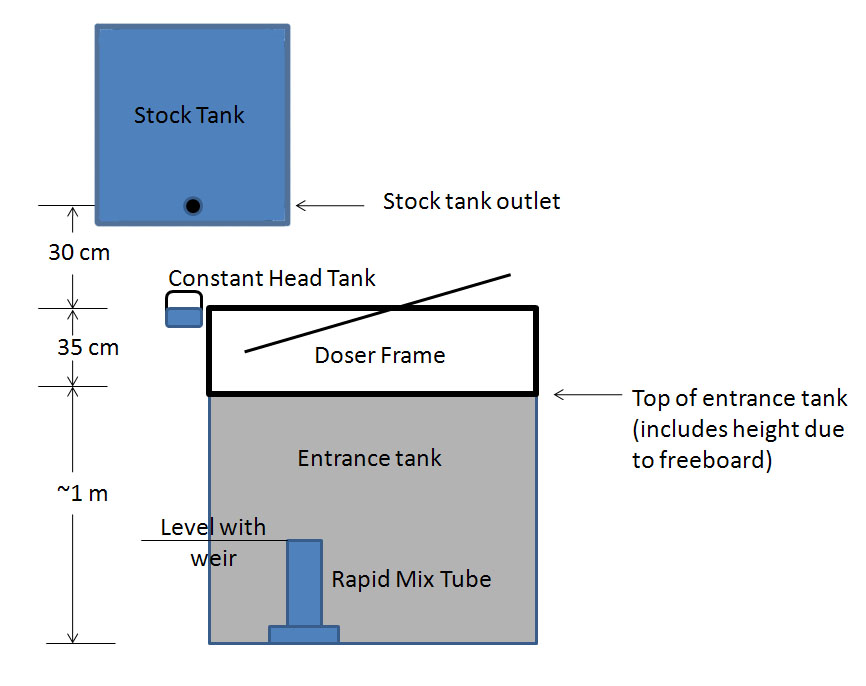 Stock Tank
Stock tank outlet
30 cm
Constant Head Tank
35 cm
Doser Frame
Top of entrance tank
(includes height due
to freeboard)
Entrance tank
~1 m
Level with
weir
Rapid Mix Tube